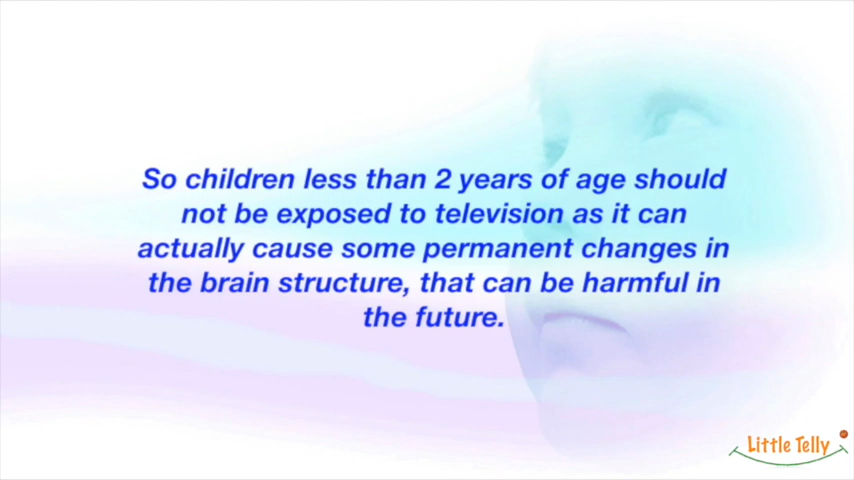 So children less than 2 years of age should
not be exposed to television as it can
actually cause some permanent changes in
the brain structure, that can be harmful in
the future.
Little Telly